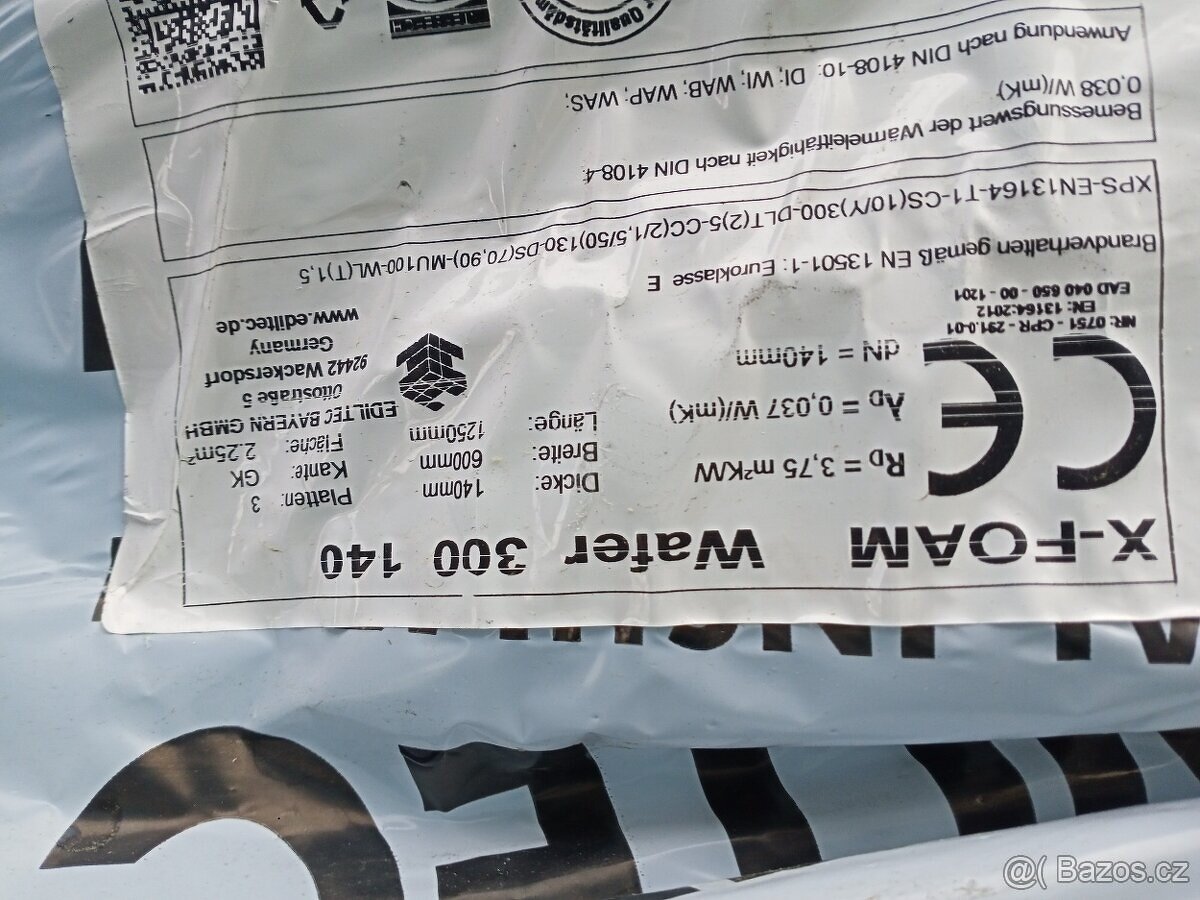 X-FOAM Wafer 300 140
RD = 3,75 m²K/W
λD = 0,037 W/(mK)
dN = 140mm
Dicke: 140mm
Breite: 600mm
Länge: 1250mm
Platten: 3
Kante: GK
Fläche: 2.25m²
EDILTEC BAYERN GMBH
Ottostraße 5
92442 Wackersdorf
Germany
www.ediltec.de
CE
NR: 0751 - CPR - 291.0-01
EN: 13164:2012
EAD 040 650 - 00 - 1201
Brandverhalten gemäß EN 13501-1: Euroklasse E
XPS-EN13164-T1-CS(10/Y)300-DLT(2)5-CC(2/1,5/50)130-DS(70,90)-MU100-WL(T)1,5
Bemessungswert der Wärmeleitfähigkeit nach DIN 4108-4
0,038 W/(mK)
Anwendung nach DIN 4108-10: DI; WI; WAB; WAP; WAS;
@( Bazos.cz